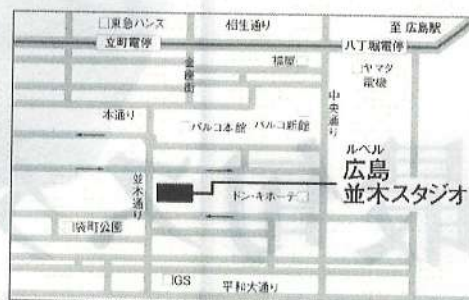 東急ハンズ
相生通り
至 広島駅
立町電停
八丁堀電停
金座街
福屋
ヤマダ
電機
中央通り
本通り
パルコ本館
パルコ新館
ルベル
広島
並木スタジオ
並木通り
ドン・キホーテ
袋町公園
GS
平和大通り